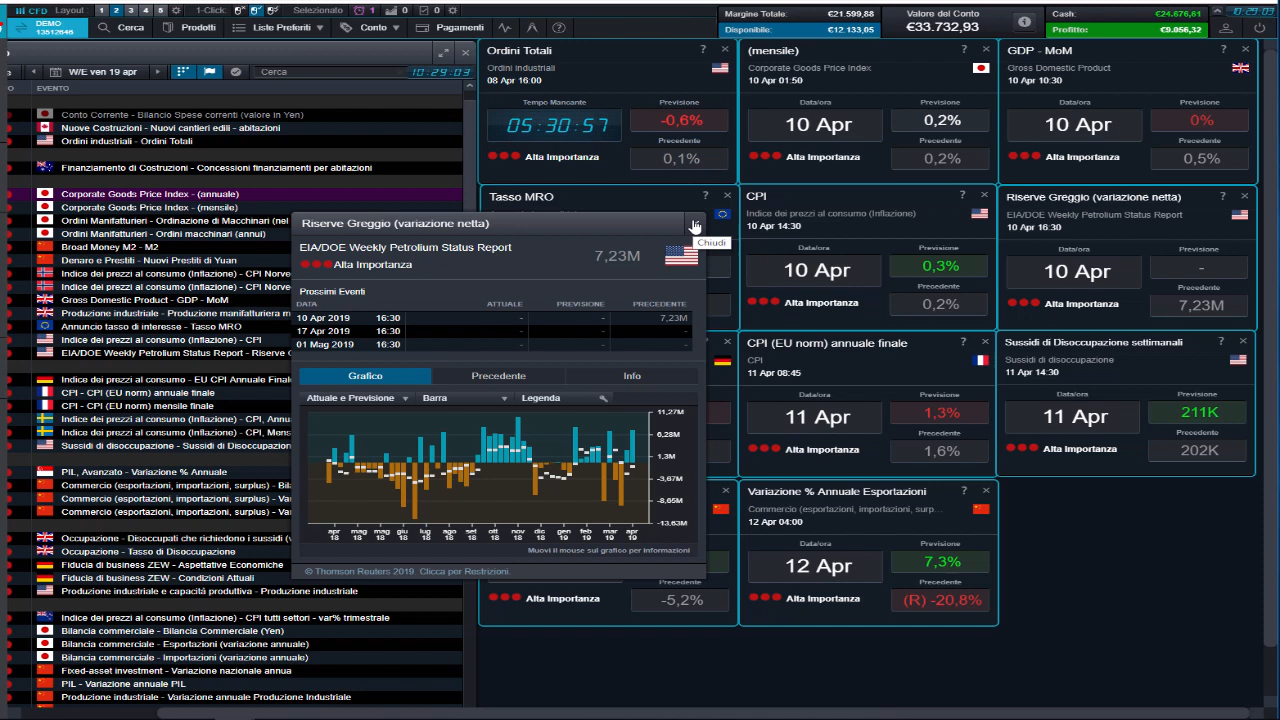 CFD Layout: 1 2 3 4 5 1-Click: Selezionato 1 0 0
Margine Totale: €21.599,88
Valore del Conto
Cash: €24.676,61
10:29:03
DEMO
13512646
Cerca Prodotti Liste Preferiti Conto Pagamenti
Disponibile: €12.133,05
€33.732,93
Profitto: €9.056,32
W/E ven 19 apr
Cerca
10:29:03
EVENTO
Conto Corrente - Bilancio Spese correnti (valore in Yen)
Nuove Costruzioni - Nuovi cantieri edili - abitazioni
Ordini industriali - Ordini Totali
Finanziamento di Costruzioni - Concessioni finanziamenti per abitazioni
Corporate Goods Price Index - (annuale)
Corporate Goods Price Index - (mensile)
Ordini Manifatturieri - Ordinazione di Macchinari (nel
Ordini Manifatturieri - Ordini macchinari (annui)
Broad Money M2 - M2
Denaro e Prestiti - Nuovi Prestiti di Yuan
Indice dei prezzi al consumo (Inflazione) - CPI Norve
Indice dei prezzi al consumo (Inflazione) - CPI Norve
Gross Domestic Product - GDP - MoM
Produzione industriale - Produzione manifatturiera m
Annuncio tasso di interesse - Tasso MRO
Indice dei prezzi al consumo (Inflazione) - CPI
EIA/DOE Weekly Petrolium Status Report - Riserve G
Indice dei prezzi al consumo - EU CPI Annuale Final
CPI - CPI (EU norm) annuale finale
CPI - CPI (EU norm) mensile finale
Indice dei prezzi al consumo (Inflazione) - CPI, Annu
Indice dei prezzi al consumo (Inflazione) - CPI, Mens
Sussidi di disoccupazione - Sussidi di Disoccupazion
PIL, Avanzato - Variazione % Annuale
Commercio (esportazioni, importazioni, surplus) - Bila
Commercio (esportazioni, importazioni, surplus) - Var
Commercio (esportazioni, importazioni, surplus) - Var
Occupazione - Disoccupati che richiedono i sussidi (v
Occupazione - Tasso di Disoccupazione
Fiducia di business ZEW - Aspettative Economiche
Fiducia di business ZEW - Condizioni Attuali
Produzione industriale e capacità produttiva - Produzione industriale
Indice dei prezzi al consumo (Inflazione) - CPI tutti settori - var% trimestrale
Bilancia commerciale - Bilancia Commerciale (Yen)
Bilancia commerciale - Esportazioni (variazione annuale)
Bilancia commerciale - Importazioni (variazione annuale)
Fixed-asset investment - Variazione nazionale annua
PIL - Variazione annuale PIL
Produzione industriale - Variazione annuale Produzione Industriale
Riserve Greggio (variazione netta)
Chiudi
EIA/DOE Weekly Petrolium Status Report
7,23M
Alta Importanza
Prossimi Eventi
DATA ATTUALE PREVISIONE PRECEDENTE
10 Apr 2019 16:30 - - 7,23M
17 Apr 2019 16:30 - - -
01 Mag 2019 16:30 - - -
Grafico Precedente Info
Attuale e Previsione Barra Legenda
11,27M
6,28M
1,3M
-3,67M
-8,65M
-13,63M
apr mag mag giu lug ago set ott nov dic gen feb mar apr
18 18 18 18 18 18 18 18 18 18 19 19 19 19
Muovi il mouse sul grafico per informazioni
© Thomson Reuters 2019. Clicca per Restrizioni.
Ordini Totali ? ×
Ordini industriali
08 Apr 16:00
Tempo Mancante
05:30:57
Previsione
-0,6%
Precedente
0,1%
Alta Importanza
(mensile) ? ×
Corporate Goods Price Index
10 Apr 01:50
Data/ora
10 Apr
Previsione
0,2%
Precedente
0,2%
Alta Importanza
GDP - MoM ? ×
Gross Domestic Product
10 Apr 10:30
Data/ora
10 Apr
Previsione
0%
Precedente
0,5%
Alta Importanza
Tasso MRO ? ×
CPI ? ×
Indice dei prezzi al consumo (Inflazione)
10 Apr 14:30
Data/ora
10 Apr
Previsione
0,3%
Precedente
0,2%
Alta Importanza
Riserve Greggio (variazione netta) ? ×
EIA/DOE Weekly Petrolium Status Report
10 Apr 16:30
Data/ora
10 Apr
Previsione
-
Precedente
7,23M
Alta Importanza
CPI (EU norm) annuale finale ? ×
CPI
11 Apr 08:45
Data/ora
11 Apr
Previsione
1,3%
Precedente
1,6%
Alta Importanza
Sussidi di Disoccupazione settimanali ? ×
Sussidi di disoccupazione
11 Apr 14:30
Data/ora
11 Apr
Previsione
211K
Precedente
202K
Alta Importanza
Precedente
-5,2%
Alta Importanza
Variazione % Annuale Esportazioni ? ×
Commercio (esportazioni, importazioni, surp...
12 Apr 04:00
Data/ora
12 Apr
Previsione
7,3%
Precedente
(R) -20,8%
Alta Importanza